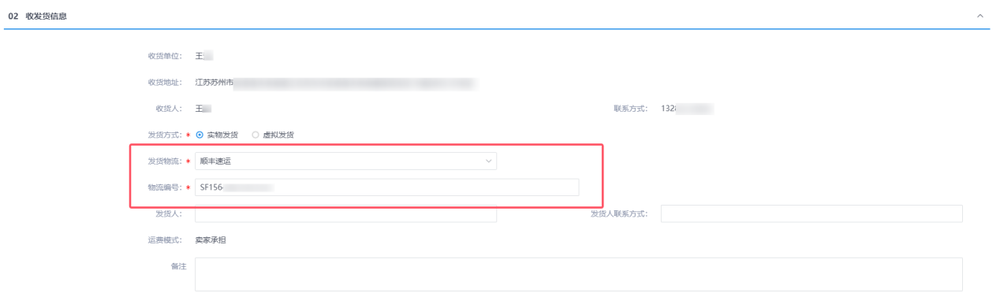 02 收发货信息
收货单位： 王
收货地址： 江苏苏州市
收货人： 王 联系方式： 1328
发货方式：* 实物发货 虚拟发货
发货物流：* 顺丰速运
物流编号：* SF156
发货人： 发货人联系方式：
运费模式： 卖家承担
备注